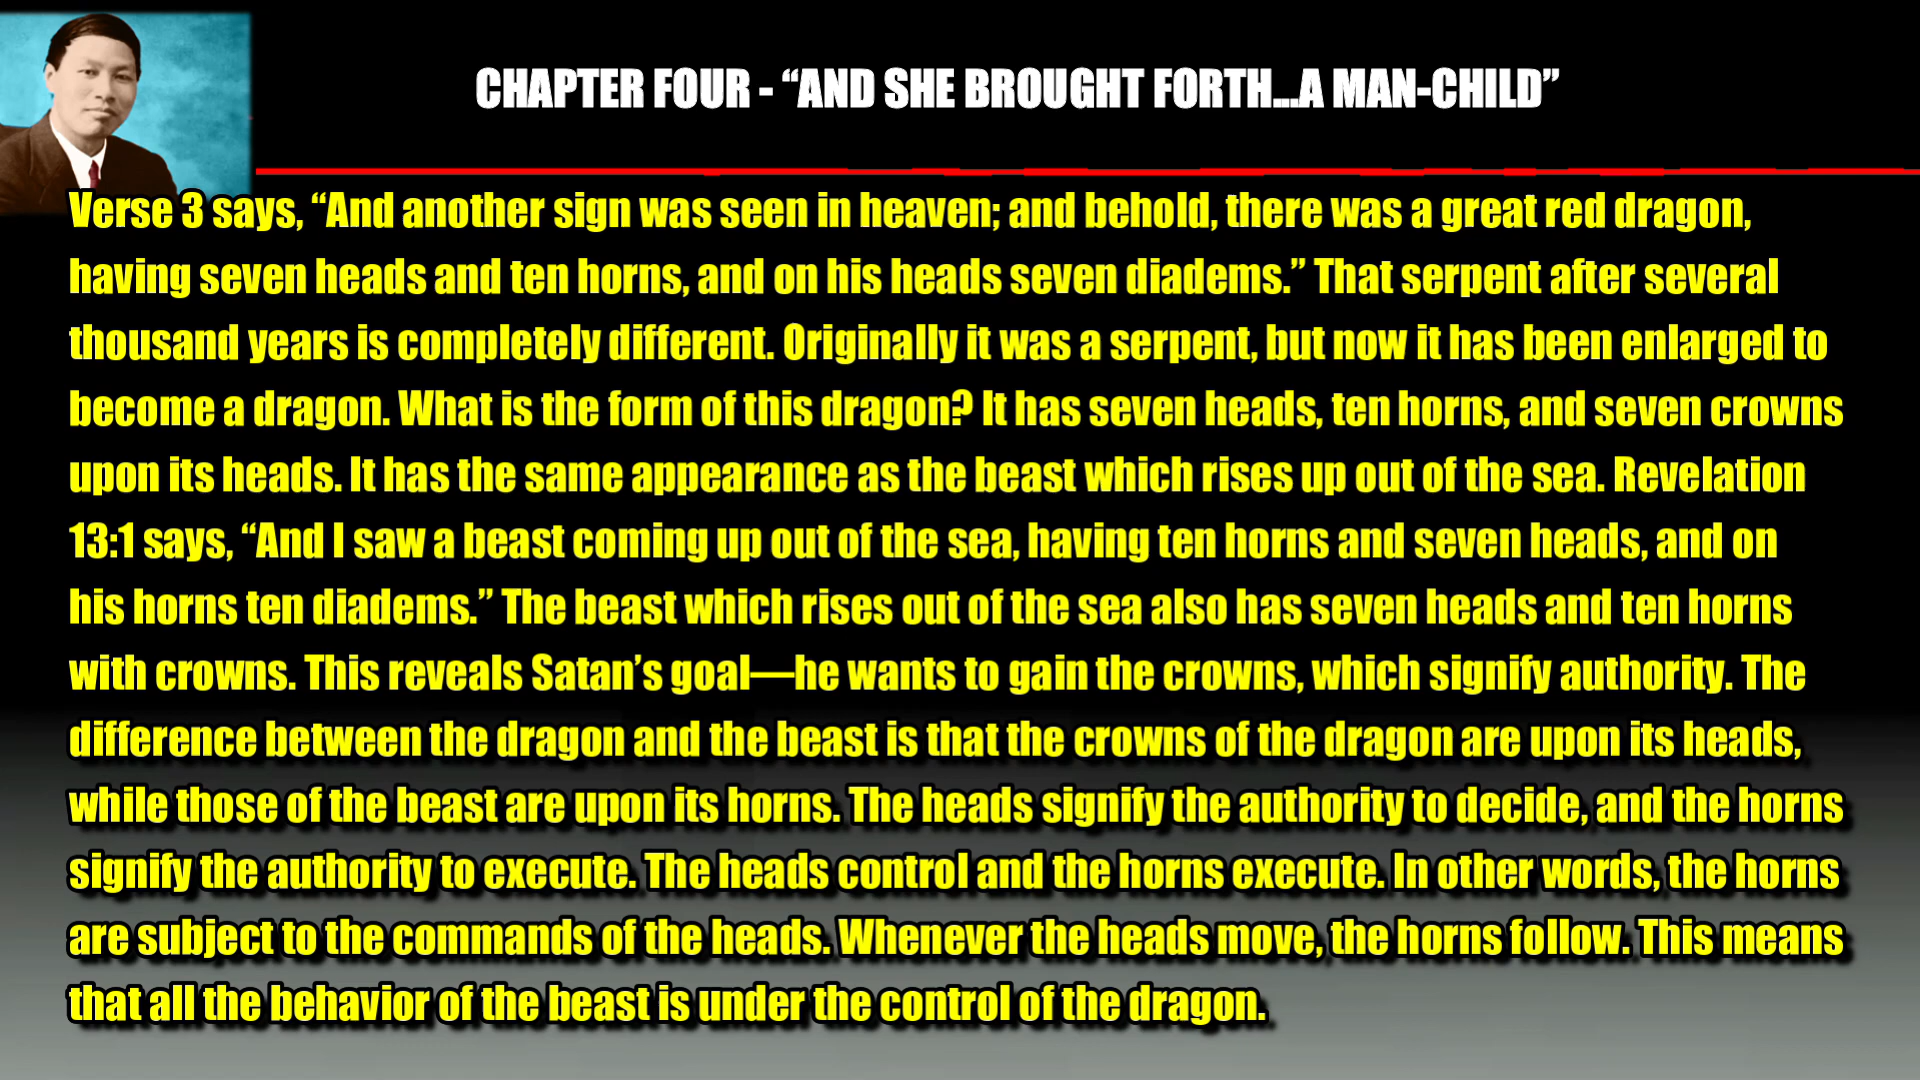 CHAPTER FOUR - “AND SHE BROUGHT FORTH...A MAN-CHILD”
Verse 3 says, “And another sign was seen in heaven; and behold, there was a great red dragon,
having seven heads and ten horns, and on his heads seven diadems.” That serpent after several
thousand years is completely different. Originally it was a serpent, but now it has been enlarged to
become a dragon. What is the form of this dragon? It has seven heads, ten horns, and seven crowns
upon its heads. It has the same appearance as the beast which rises up out of the sea. Revelation
13:1 says, “And I saw a beast coming up out of the sea, having ten horns and seven heads, and on
his horns ten diadems.” The beast which rises out of the sea also has seven heads and ten horns
with crowns. This reveals Satan’s goal—he wants to gain the crowns, which signify authority. The
difference between the dragon and the beast is that the crowns of the dragon are upon its heads,
while those of the beast are upon its horns. The heads signify the authority to decide, and the horns
signify the authority to execute. The heads control and the horns execute. In other words, the horns
are subject to the commands of the heads. Whenever the heads move, the horns follow. This means
that all the behavior of the beast is under the control of the dragon.